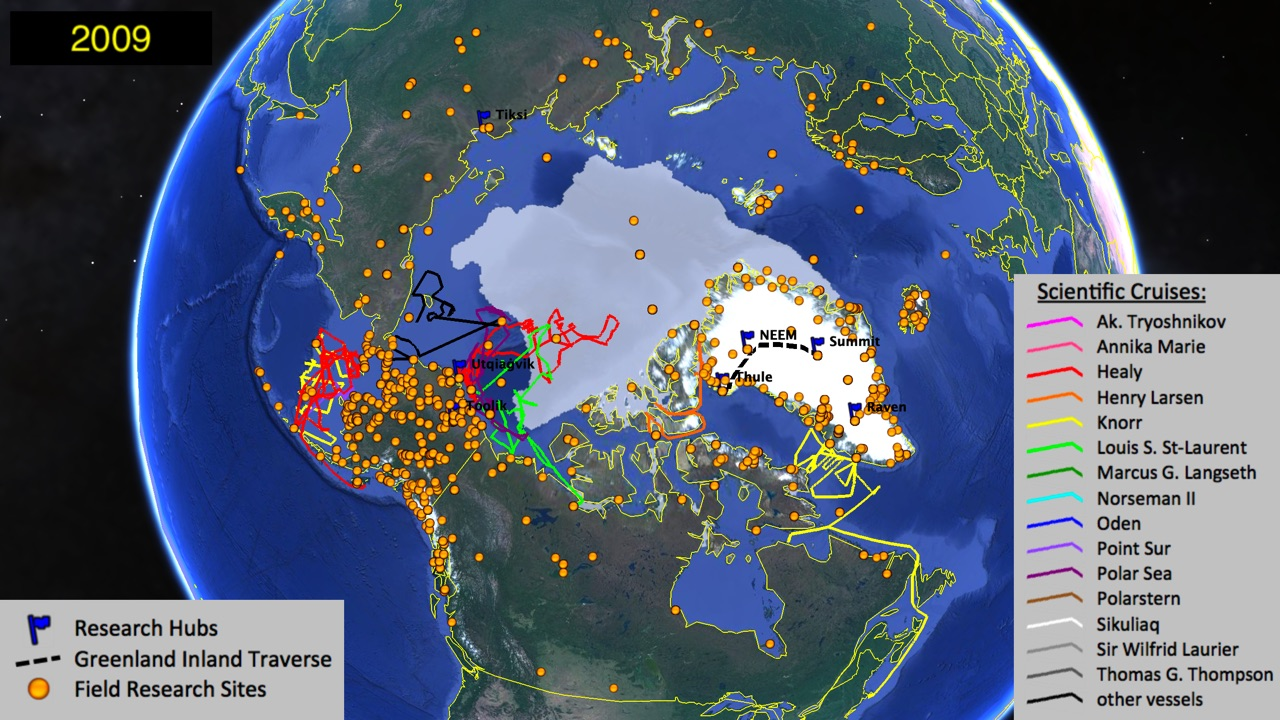 2009
Tiksi
NEEM
Summit
Thule
Raven
Utqiaġvik
Toolik
Research Hubs
Greenland Inland Traverse
Field Research Sites
Scientific Cruises:
Ak. Tryoshnikov
Annika Marie
Healy
Henry Larsen
Knorr
Louis S. St-Laurent
Marcus G. Langseth
Norseman II
Oden
Point Sur
Polar Sea
Polarstern
Sikuliaq
Sir Wilfrid Laurier
Thomas G. Thompson
other vessels